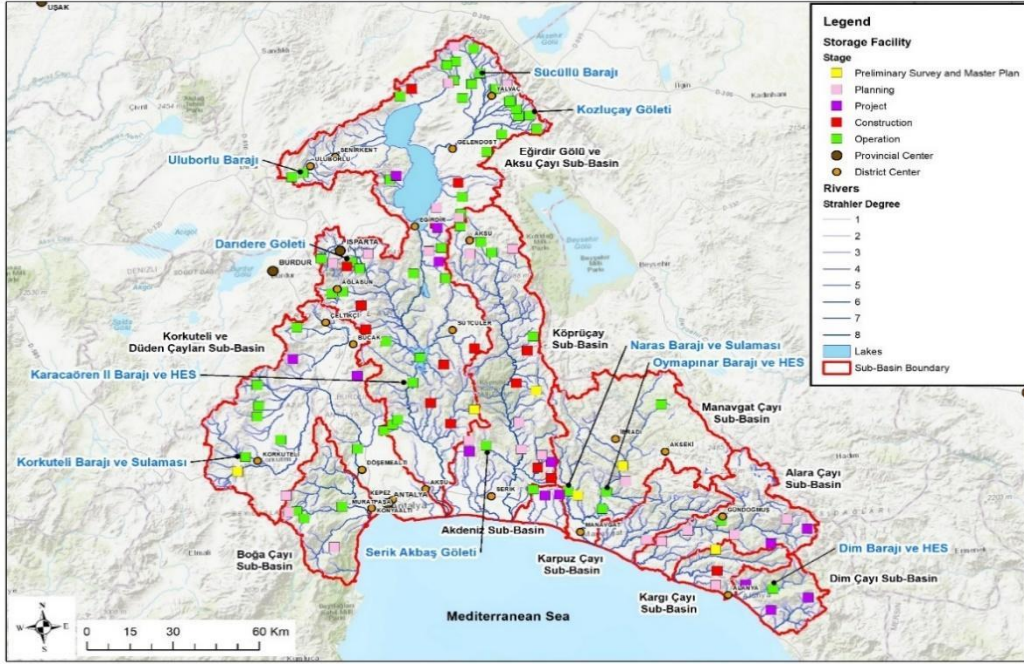 UŞAK
Sücüllü Barajı
YALVAÇ
Kozluçay Göleti
GELENDOST
Eğirdir Gölü ve
Aksu Çayı Sub-Basin
SENİRKENT
Uluborlu Barajı
ULUBORLU
EĞİRDİR
AKSU
Darıdere Göleti
ISPARTA
BURDUR
AĞLASUN
ÇELTİKÇİ
SÜTÇÜLER
BUCAK
Korkuteli ve
Düden Çayları Sub-Basin
Köprüçay
Sub-Basin
Naras Barajı ve Sulaması
Oymapınar Barajı ve HES
Karacaören II Barajı ve HES
Manavgat Çayı
Sub-Basin
İBRADI
AKSEKİ
Korkuteli Barajı ve Sulaması
KORKUTELİ
DÖŞEMEALTI
Alara Çayı
Sub-Basin
KEPEZ
ANTALYA
AKSU
SERİK
MURATPAŞA
KONYAALTI
GÜNDOĞMUŞ
Akdeniz Sub-Basin
MANAVGAT
Boğa Çayı
Sub-Basin
Serik Akbaş Göleti
Karpuz Çayı
Sub-Basin
Dim Barajı ve HES
Dim Çayı Sub-Basin
Kargı Çayı
Sub-Basin
ALANYA
Mediterranean Sea
N
W
E
S
0 15 30 60 Km
Legend
Storage Facility
Stage
Preliminary Survey and Master Plan
Planning
Project
Construction
Operation
Provincial Center
District Center
Rivers
Strahler Degree
1
2
3
4
5
6
7
8
Lakes
Sub-Basin Boundary